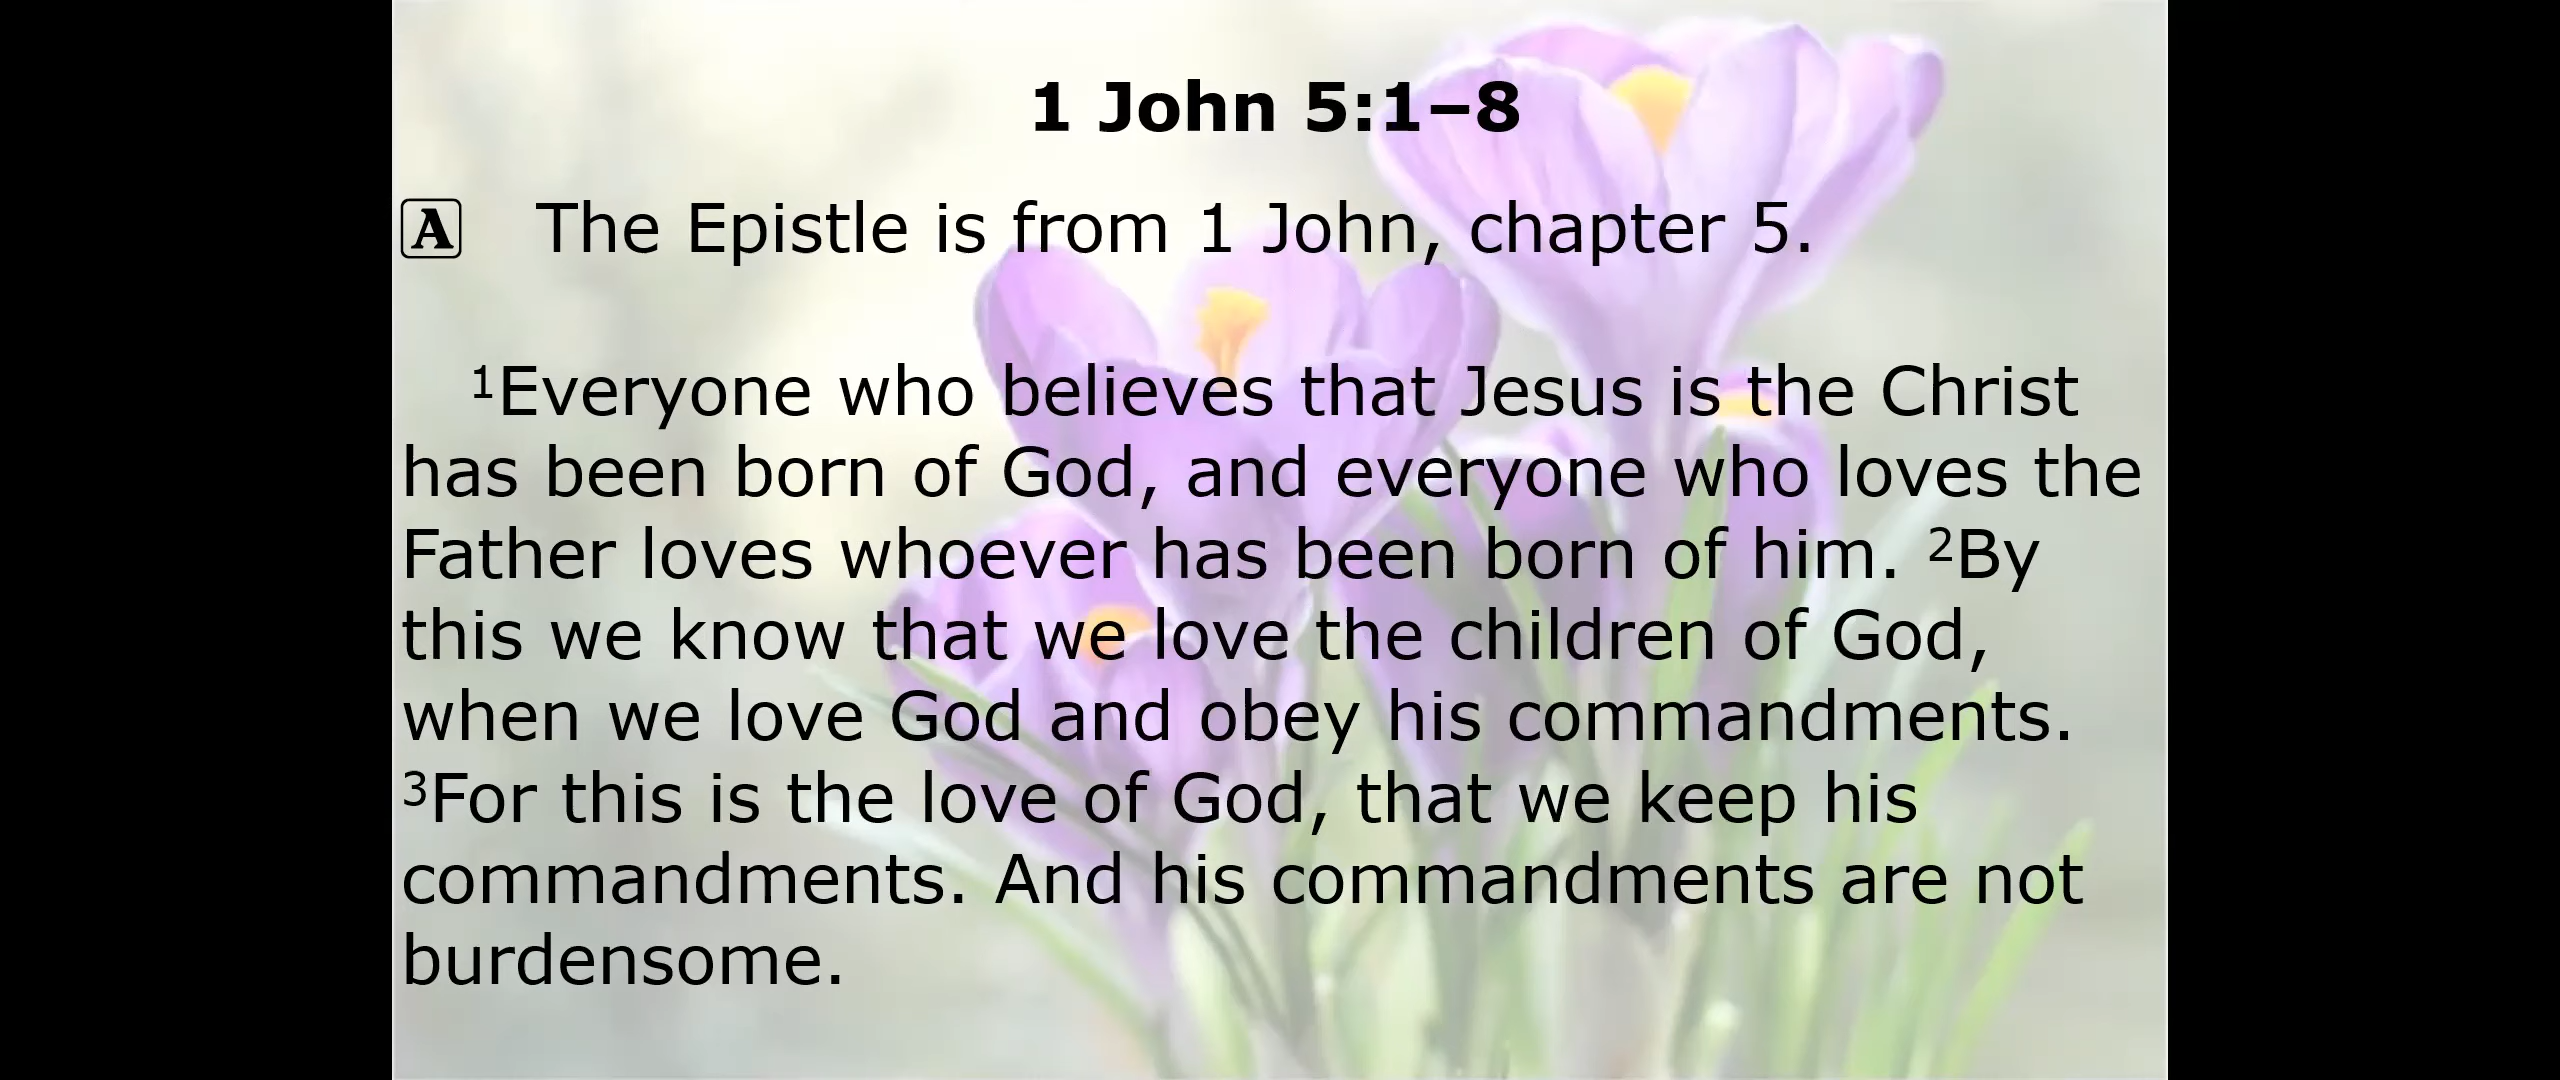 1 John 5:1–8
A The Epistle is from 1 John, chapter 5.
1Everyone who believes that Jesus is the Christ
has been born of God, and everyone who loves the
Father loves whoever has been born of him. 2By
this we know that we love the children of God,
when we love God and obey his commandments.
3For this is the love of God, that we keep his
commandments. And his commandments are not
burdensome.